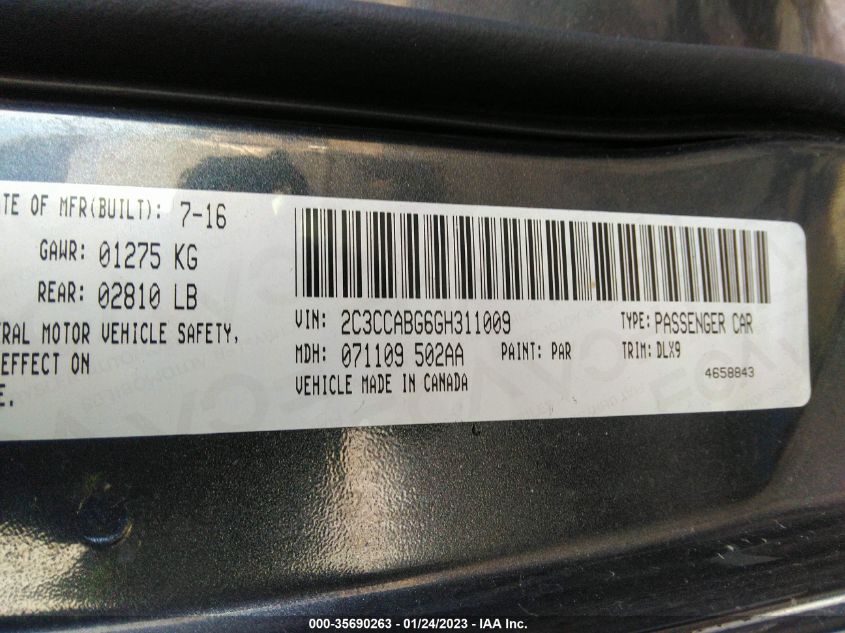 TE OF MFR(BUILT): 7-16
GAWR: 01275 KG
REAR: 02810 LB
RAL MOTOR VEHICLE SAFETY,
EFFECT ON
E.
VIN: 2C3CCABG6GH311009 TYPE: PASSENGER CAR
MDH: 071109 502AA PAINT: PAR TRIM: DLX9
VEHICLE MADE IN CANADA 4658843
000-35690263 - 01/24/2023 - IAA Inc.